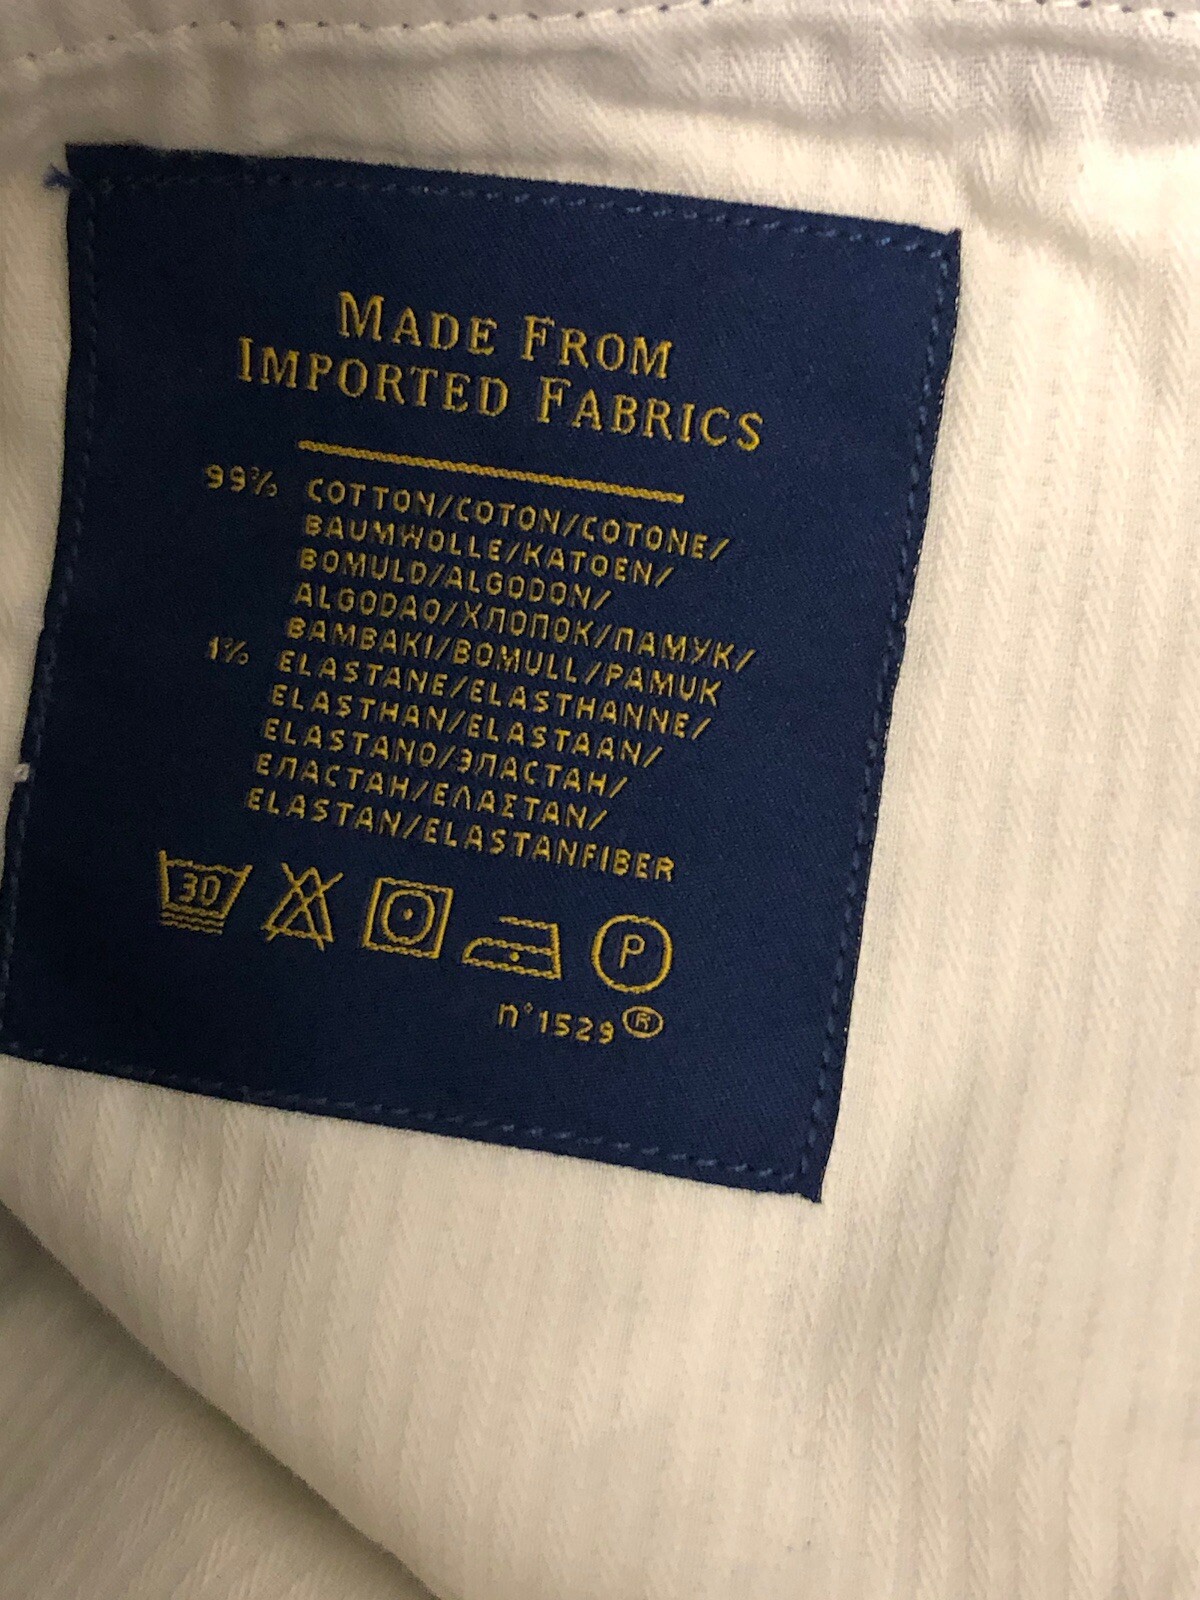 MADE FROM
IMPORTED FABRICS
99% COTTON/COTON/COTONE/
BAUMWOLLE/KATOEN/
BOMULD/ALGODON/
ALGODAO/ХЛОПОК/ПАМУК/
BAMBAKI/BOMULL/PAMUK
1% ELASTANE/ELASTHANNE/
ELASTHAN/ELASTAAN/
ELASTANO/ЭЛАСТАН/
ЕЛАСТАН/ΕΛΑΣΤΑΝ/
ELASTAN/ELASTANFIBER
30 P
n°1529®